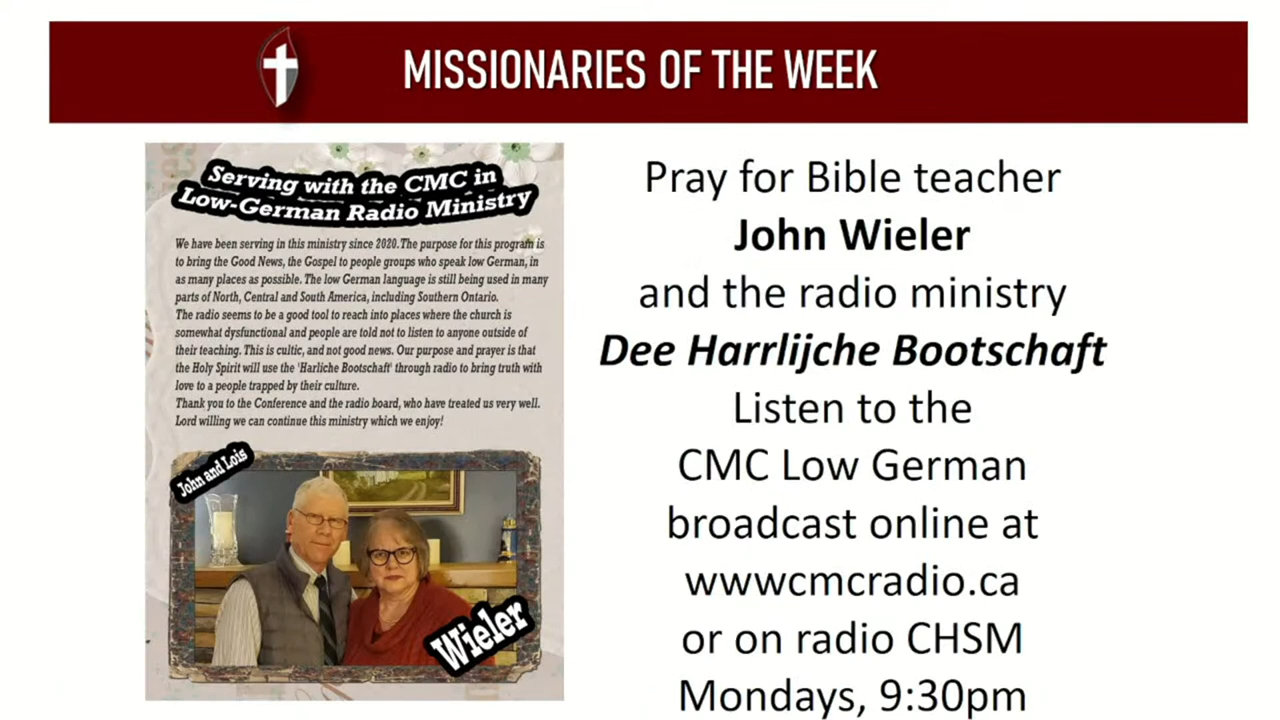 MISSIONARIES OF THE WEEK
Serving with the CMC in
Low-German Radio Ministry
We have been serving in this ministry since 2020.The purpose for this program is
to bring the Good News, the Gospel to people groups who speak low German, in
as many places as possible. The low German language is still being used in many
parts of North, Central and South America, including Southern Ontario.
The radio seems to be a good tool to reach into places where the church is
somewhat dysfunctional and people are told not to listen to anyone outside of
their teaching. This is cultic, and not good news. Our purpose and prayer is that
the Holy Spirit will use the 'Harliche Bootschaft' through radio to bring truth with
love to a people trapped by their culture.
Thank you to the Conference and the radio board, who have treated us very well.
Lord willing we can continue this ministry which we enjoy!
John and Lois
Wieler
Pray for Bible teacher
John Wieler
and the radio ministry
Dee Harrlijche Bootschaft
Listen to the
CMC Low German
broadcast online at
wwwcmcradio.ca
or on radio CHSM
Mondays, 9:30pm